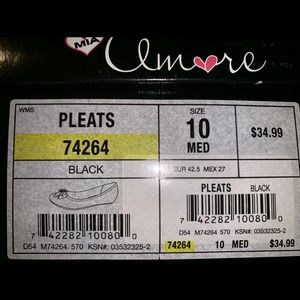 MIA Amore
WMS
PLEATS
74264
BLACK
SIZE
10
MED
$34.99
EUR 42.5 MEX 27
7 42282 10080 0
D54 M74264 570 KSN#: 03532325-2
PLEATS BLACK
7 42282 10080 0
D54 M74264 570 KSN#: 03532325-2
74264 10 MED $34.99